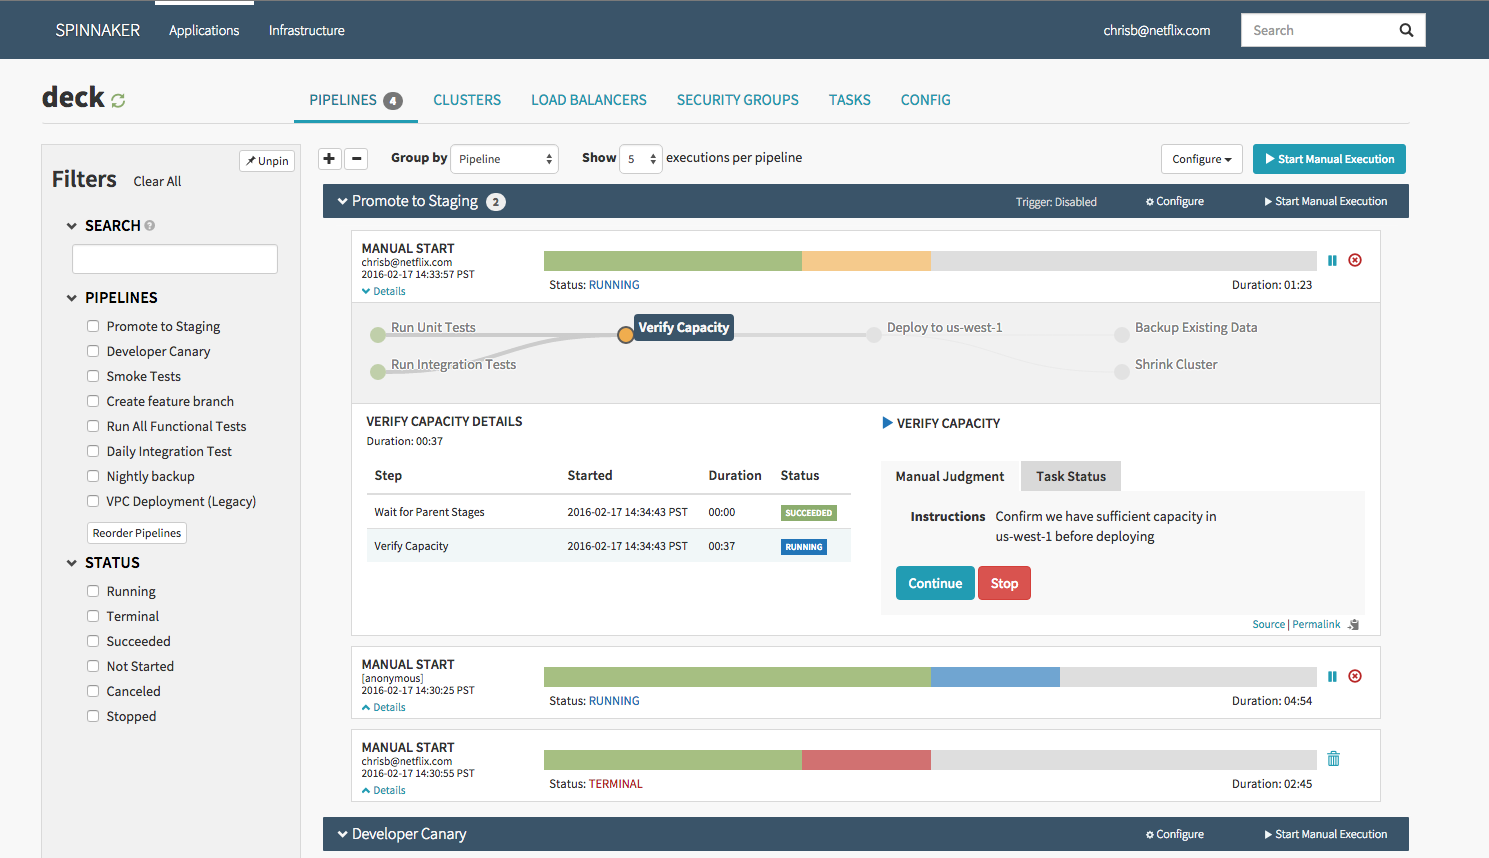 SPINNAKER
Applications
Infrastructure
chrisb@netflix.com
Search
deck
PIPELINES 4
CLUSTERS
LOAD BALANCERS
SECURITY GROUPS
TASKS
CONFIG
Unpin
Filters
Clear All
SEARCH ?
PIPELINES
Promote to Staging
Developer Canary
Smoke Tests
Create feature branch
Run All Functional Tests
Daily Integration Test
Nightly backup
VPC Deployment (Legacy)
Reorder Pipelines
STATUS
Running
Terminal
Succeeded
Not Started
Canceled
Stopped
Group by
Pipeline
Show
5
executions per pipeline
Configure
Start Manual Execution
Promote to Staging 2
Trigger: Disabled
Configure
Start Manual Execution
MANUAL START
chrisb@netflix.com
2016-02-17 14:33:57 PST
Details
Status: RUNNING
Duration: 01:23
Run Unit Tests
Run Integration Tests
Verify Capacity
Deploy to us-west-1
Backup Existing Data
Shrink Cluster
VERIFY CAPACITY DETAILS
Duration: 00:37
Step Started Duration Status
Wait for Parent Stages 2016-02-17 14:34:43 PST 00:00 SUCCEEDED
Verify Capacity 2016-02-17 14:34:43 PST 00:37 RUNNING
VERIFY CAPACITY
Manual Judgment
Task Status
Instructions Confirm we have sufficient capacity in
us-west-1 before deploying
Continue
Stop
Source | Permalink
MANUAL START
[anonymous]
2016-02-17 14:30:25 PST
Details
Status: RUNNING
Duration: 04:54
MANUAL START
chrisb@netflix.com
2016-02-17 14:30:55 PST
Details
Status: TERMINAL
Duration: 02:45
Developer Canary
Configure
Start Manual Execution